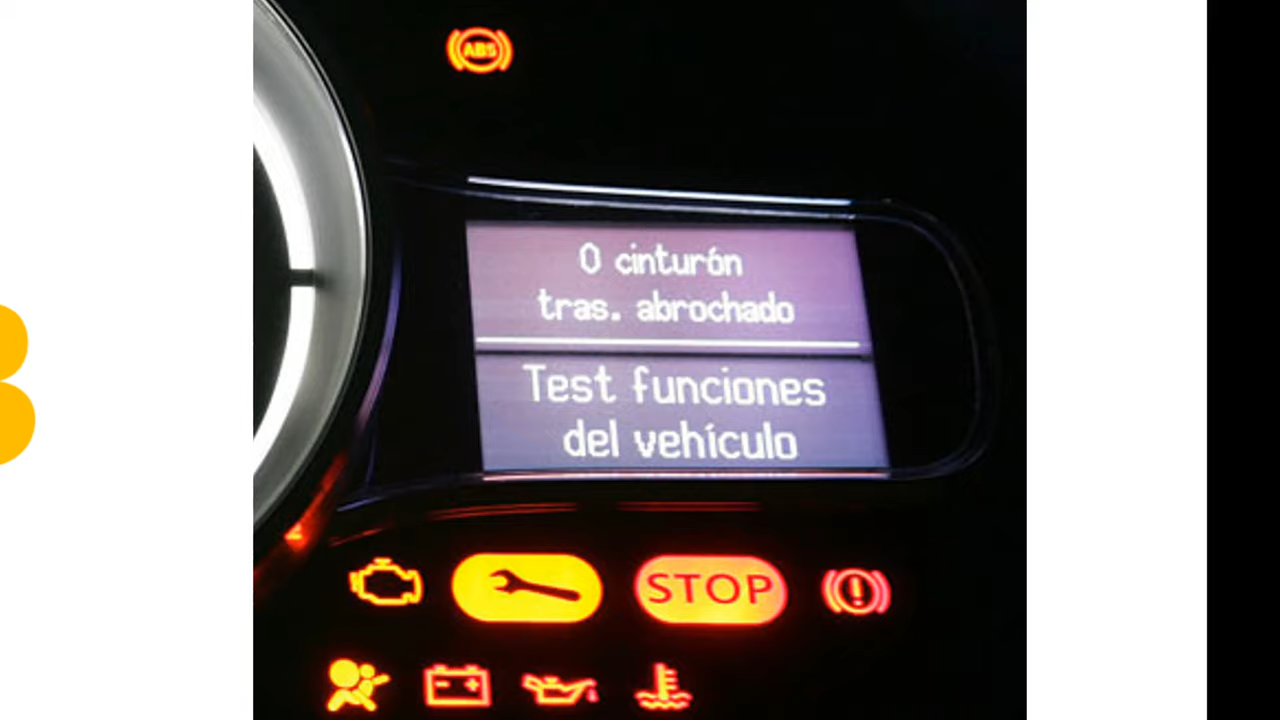 ABS
0 cinturón
tras. abrochado
Test funciones
del vehículo
STOP